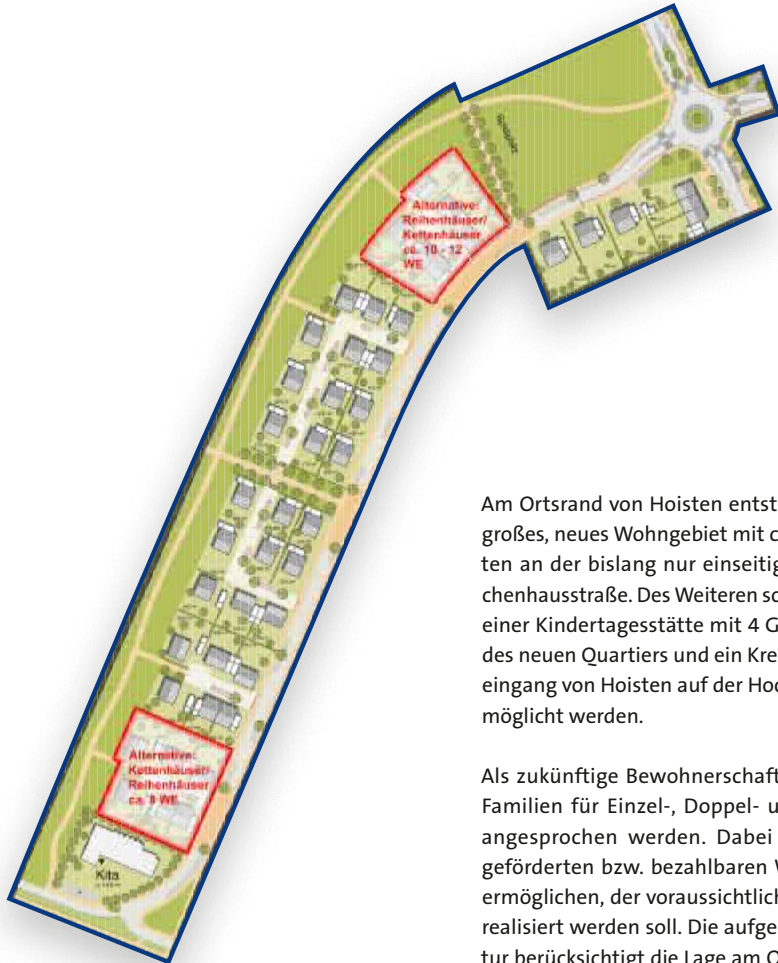 Spielplatz
Alternative:
Reihenhäuser/
Kettenhäuser
ca. 10 - 12
WE
Alternative:
Kettenhäuser/
Reihenhäuser
ca. 8 WE
Kita
Am Ortsrand von Hoisten entst
großes, neues Wohngebiet mit c
ten an der bislang nur einseitig
chenhausstraße. Des Weiteren sc
einer Kindertagesstätte mit 4 G
des neuen Quartiers und ein Kre
eingang von Hoisten auf der Hoc
möglicht werden.
Als zukünftige Bewohnerschaft
Familien für Einzel-, Doppel- u
angesprochen werden. Dabei
geförderten bzw. bezahlbaren W
ermöglichen, der voraussichtlich
realisiert werden soll. Die aufge
tur berücksichtigt die Lage am O